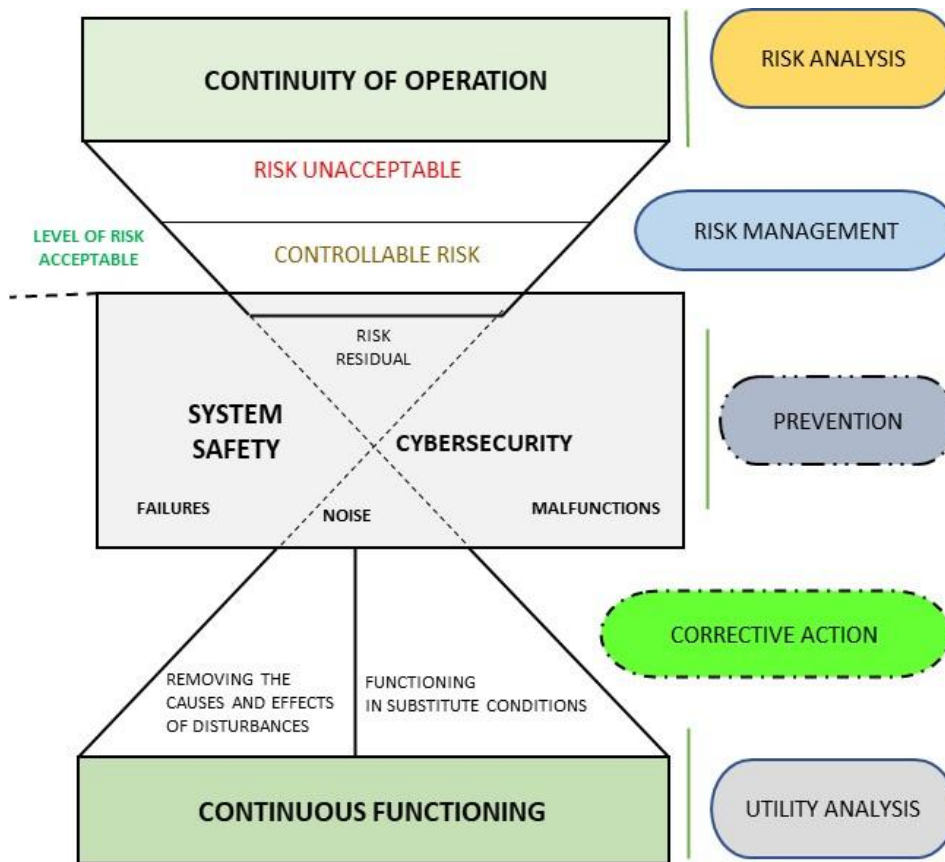 CONTINUITY OF OPERATION
RISK ANALYSIS
RISK UNACCEPTABLE
LEVEL OF RISK
ACCEPTABLE
CONTROLLABLE RISK
RISK MANAGEMENT
RISK
RESIDUAL
SYSTEM
SAFETY
CYBERSECURITY
PREVENTION
FAILURES
NOISE
MALFUNCTIONS
CORRECTIVE ACTION
REMOVING THE
CAUSES AND EFFECTS
OF DISTURBANCES
FUNCTIONING
IN SUBSTITUTE CONDITIONS
CONTINUOUS FUNCTIONING
UTILITY ANALYSIS